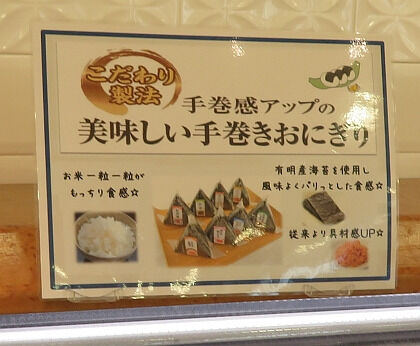 こだわり
製法
手巻感アップの
美味しい手巻きおにぎり
お米一粒一粒が
もっちり食感☆
有明産海苔を使用し
風味よくパリっとした食感☆
従来より具材感UP☆